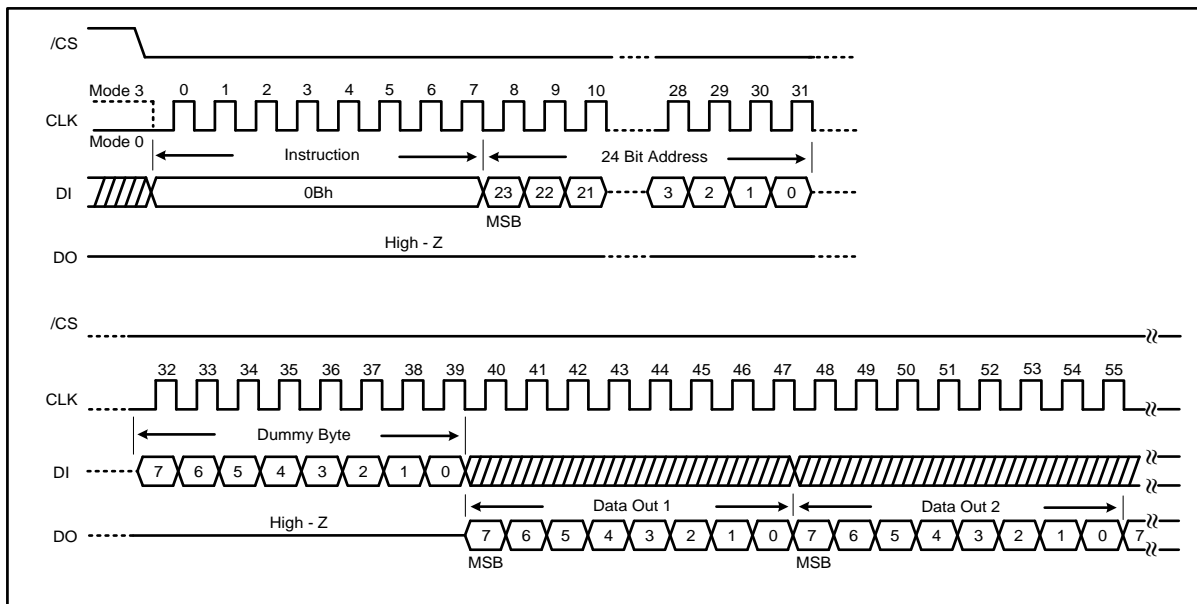 /CS
Mode 3 0 1 2 3 4 5 6 7 8 9 10 28 29 30 31
CLK
Mode 0
Instruction 24 Bit Address
DI 0Bh 23 22 21 3 2 1 0
MSB
High - Z
DO
/CS
32 33 34 35 36 37 38 39 40 41 42 43 44 45 46 47 48 49 50 51 52 53 54 55
CLK
Dummy Byte
DI 7 6 5 4 3 2 1 0
Data Out 1 Data Out 2
DO High - Z 7 6 5 4 3 2 1 0 7 6 5 4 3 2 1 0 7
MSB MSB